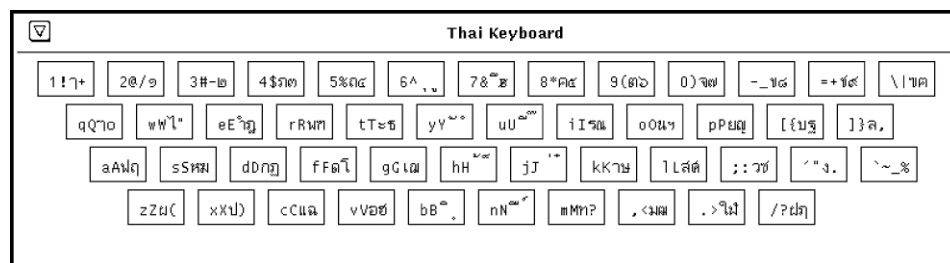 Thai Keyboard
1!ๅ+ 2@/๑ 3#-๒ 4$ภ๓ 5%ถ๔ 6^ุู 7&ึ฿ 8*ค๕ 9(ต๖ 0)จ๗ -_ข๘ =+ช๙ \|ฃฅ
qQๆ๐ wWไ" eEำฎ rRพฑ tTะธ yYัํ uUี๊ iIรณ oOนฯ pPยญ [{บฐ ]}ล,
aAฟฤ sSหฆ dDกฏ fFดโ gGเฌ hH้็ jJ่๋ kKาษ lLสศ ;:วซ ´"ง. `~_%
zZผ( xXป) cCแฉ vVอฮ bBิฺ nNื์ mMท? ,<มฒ .>ใฬ /?ฝฦ